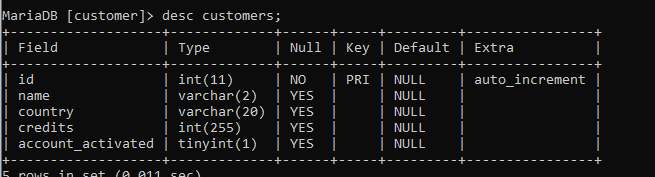 MariaDB [customer]> desc customers;
+-------------------+-------------+------+-----+---------+----------------+
| Field             | Type        | Null | Key | Default | Extra          |
+-------------------+-------------+------+-----+---------+----------------+
| id                | int(11)     | NO   | PRI | NULL    | auto_increment |
| name              | varchar(2)  | YES  |     | NULL    |                |
| country           | varchar(20) | YES  |     | NULL    |                |
| credits           | int(255)    | YES  |     | NULL    |                |
| account_activated | tinyint(1)  | YES  |     | NULL    |                |
+-------------------+-------------+------+-----+---------+----------------+
5 rows in set (0.011 sec)